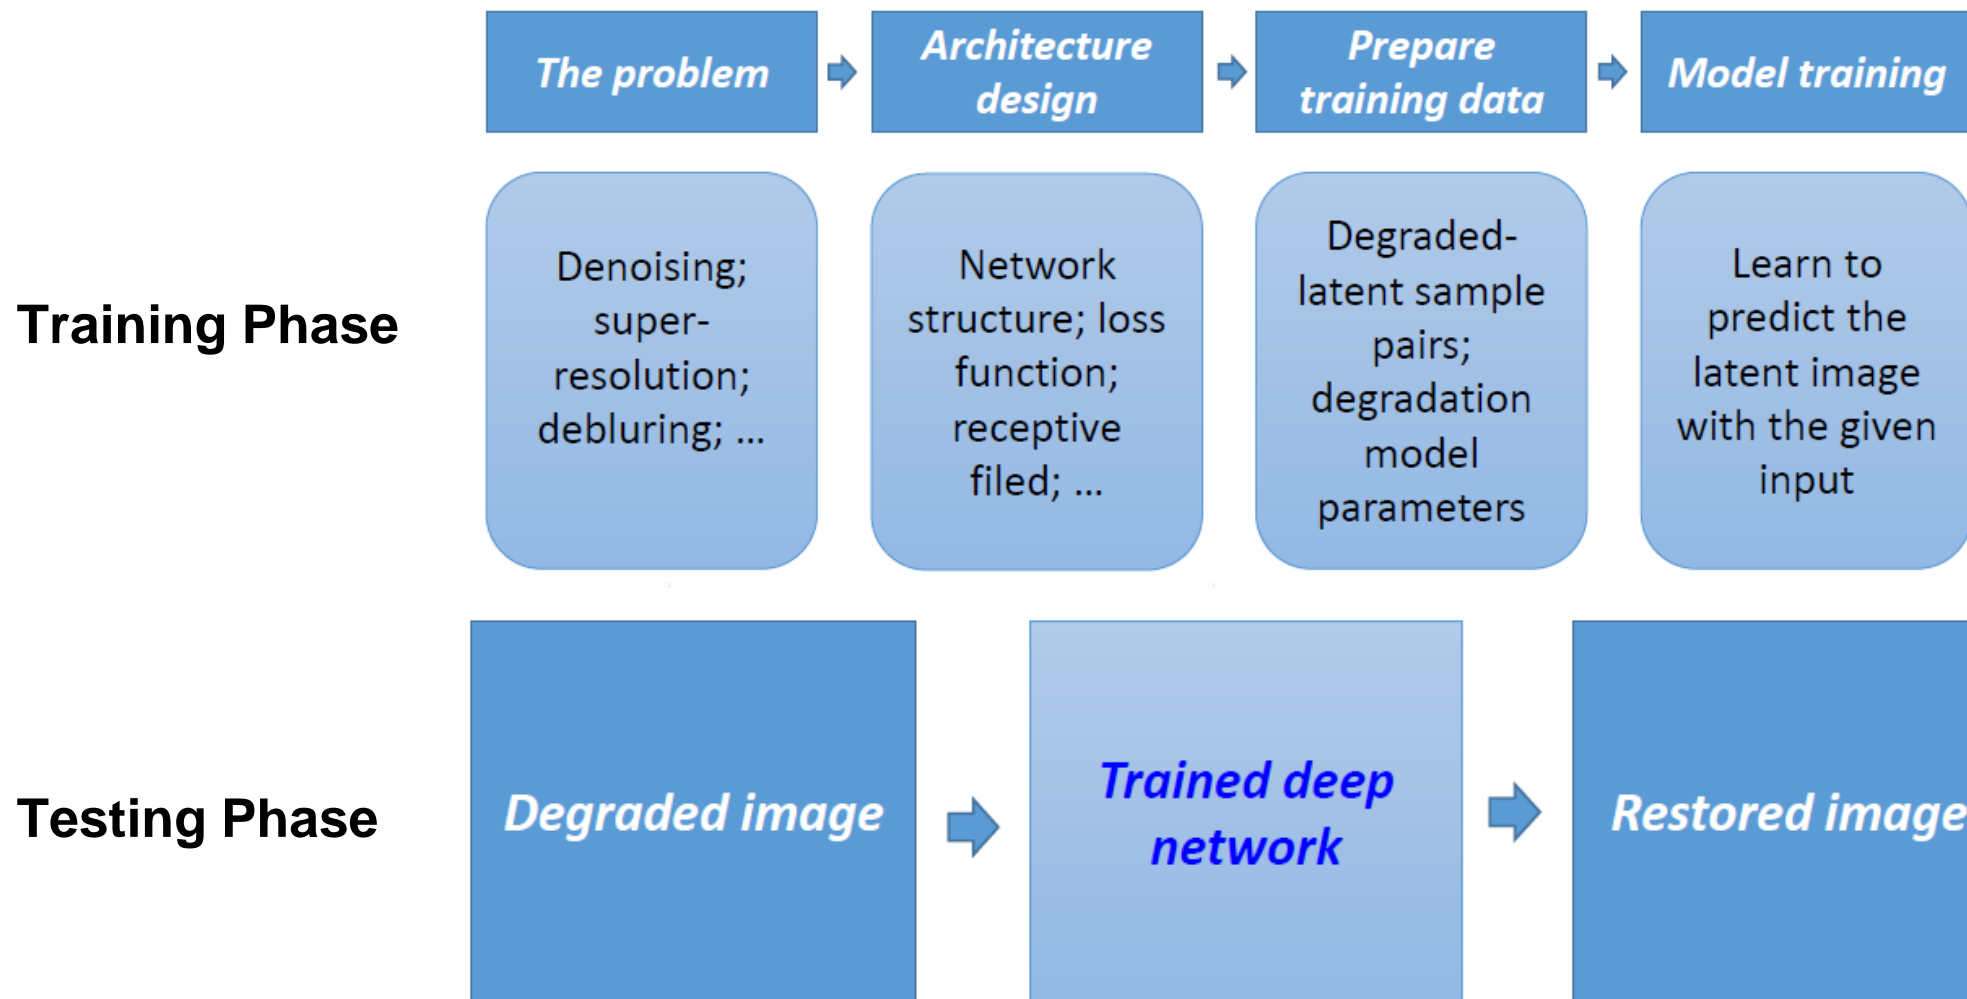 The problem
Architecture
design
Prepare
training data
Model training
Training Phase
Denoising;
super-
resolution;
debluring; ...
Network
structure; loss
function;
receptive
filed; ...
Degraded-
latent sample
pairs;
degradation
model
parameters
Learn to
predict the
latent image
with the given
input
Testing Phase
Degraded image
Trained deep
network
Restored image